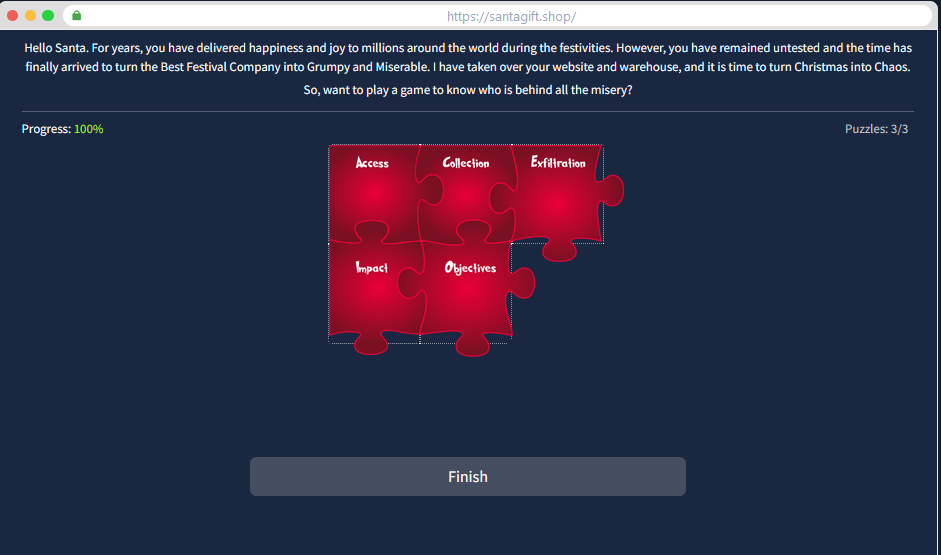 https://santagift.shop/
Hello Santa. For years, you have delivered happiness and joy to millions around the world during the festivities. However, you have remained untested and the time has
finally arrived to turn the Best Festival Company into Grumpy and Miserable. I have taken over your website and warehouse, and it is time to turn Christmas into Chaos.
So, want to play a game to know who is behind all the misery?
Progress: 100%
Puzzles: 3/3
Access
Collection
Exfiltration
Impact
Objectives
Finish